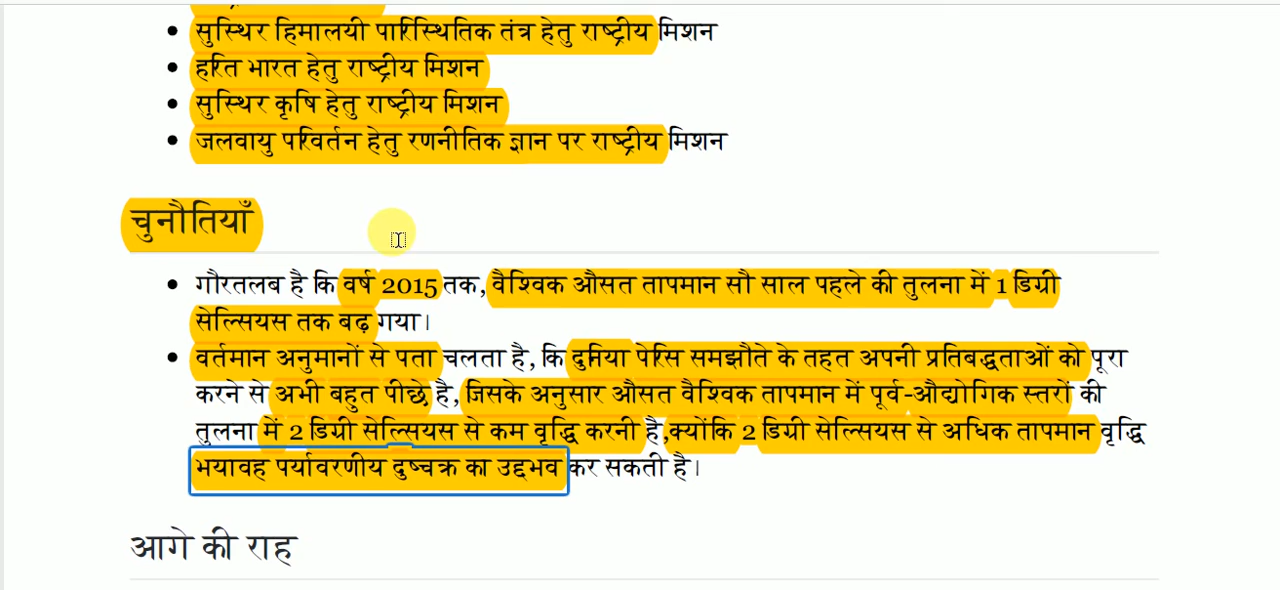 सुस्थिर हिमालयी पारिस्थितिक तंत्र हेतु राष्ट्रीय मिशन
हरित भारत हेतु राष्ट्रीय मिशन
सुस्थिर कृषि हेतु राष्ट्रीय मिशन
जलवायु परिवर्तन हेतु रणनीतिक ज्ञान पर राष्ट्रीय मिशन
चुनौतियाँ
गौरतलब है कि वर्ष 2015 तक, वैश्विक औसत तापमान सौ साल पहले की तुलना में 1 डिग्री
सेल्सियस तक बढ़ गया।
वर्तमान अनुमानों से पता चलता है, कि दुनिया पेरिस समझौते के तहत अपनी प्रतिबद्धताओं को पूरा
करने से अभी बहुत पीछे है, जिसके अनुसार औसत वैश्विक तापमान में पूर्व-औद्योगिक स्तरों की
तुलना में 2 डिग्री सेल्सियस से कम वृद्धि करनी है,क्योंकि 2 डिग्री सेल्सियस से अधिक तापमान वृद्धि
भयावह पर्यावरणीय दुष्चक्र का उद्दभव कर सकती है।
आगे की राह